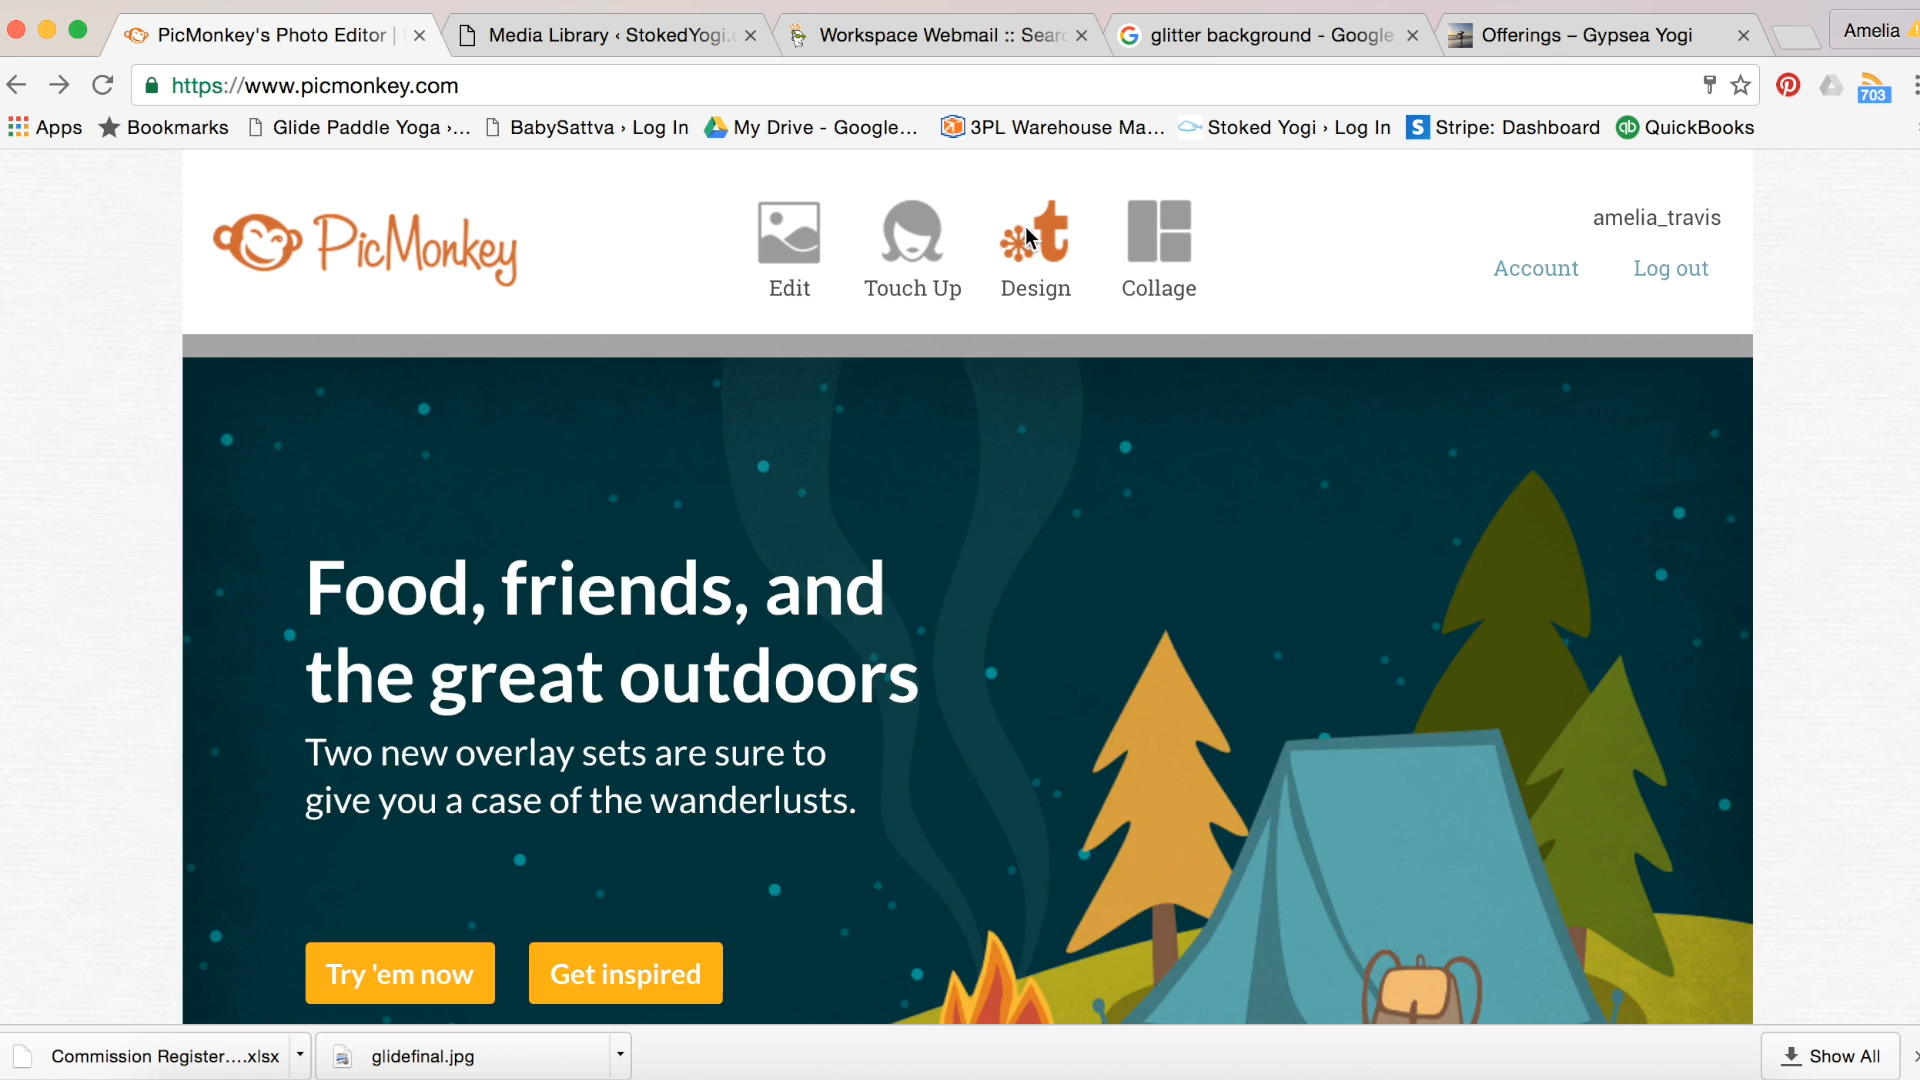 PicMonkey's Photo Editor |
Media Library ‹ StokedYogi.c
Workspace Webmail :: Searc
glitter background - Google
Offerings – Gypsea Yogi
Amelia
https://www.picmonkey.com
703
Apps
Bookmarks
Glide Paddle Yoga ›...
BabySattva › Log In
My Drive - Google...
3PL Warehouse Ma...
Stoked Yogi › Log In
S
Stripe: Dashboard
qb
QuickBooks
PicMonkey
t
Edit
Touch Up
Design
Collage
amelia_travis
Account
Log out
Food, friends, and
the great outdoors
Two new overlay sets are sure to
give you a case of the wanderlusts.
Try 'em now
Get inspired
Commission Register....xlsx
glidefinal.jpg
Show All